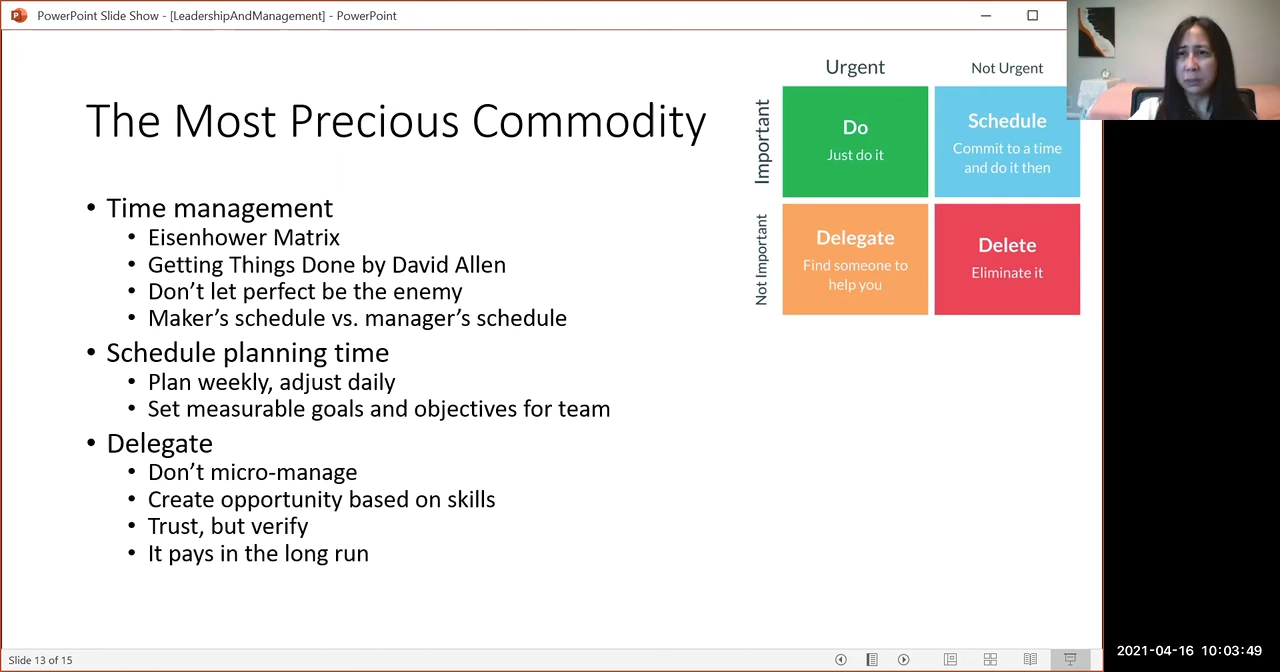 PowerPoint Slide Show - [LeadershipAndManagement] - PowerPoint
The Most Precious Commodity
• Time management
• Eisenhower Matrix
• Getting Things Done by David Allen
• Don’t let perfect be the enemy
• Maker’s schedule vs. manager’s schedule
• Schedule planning time
• Plan weekly, adjust daily
• Set measurable goals and objectives for team
• Delegate
• Don’t micro-manage
• Create opportunity based on skills
• Trust, but verify
• It pays in the long run
Urgent
Not Urgent
Important
Do
Just do it
Schedule
Commit to a time
and do it then
Not Important
Delegate
Find someone to
help you
Delete
Eliminate it
Slide 13 of 15
2021-04-16 10:03:49